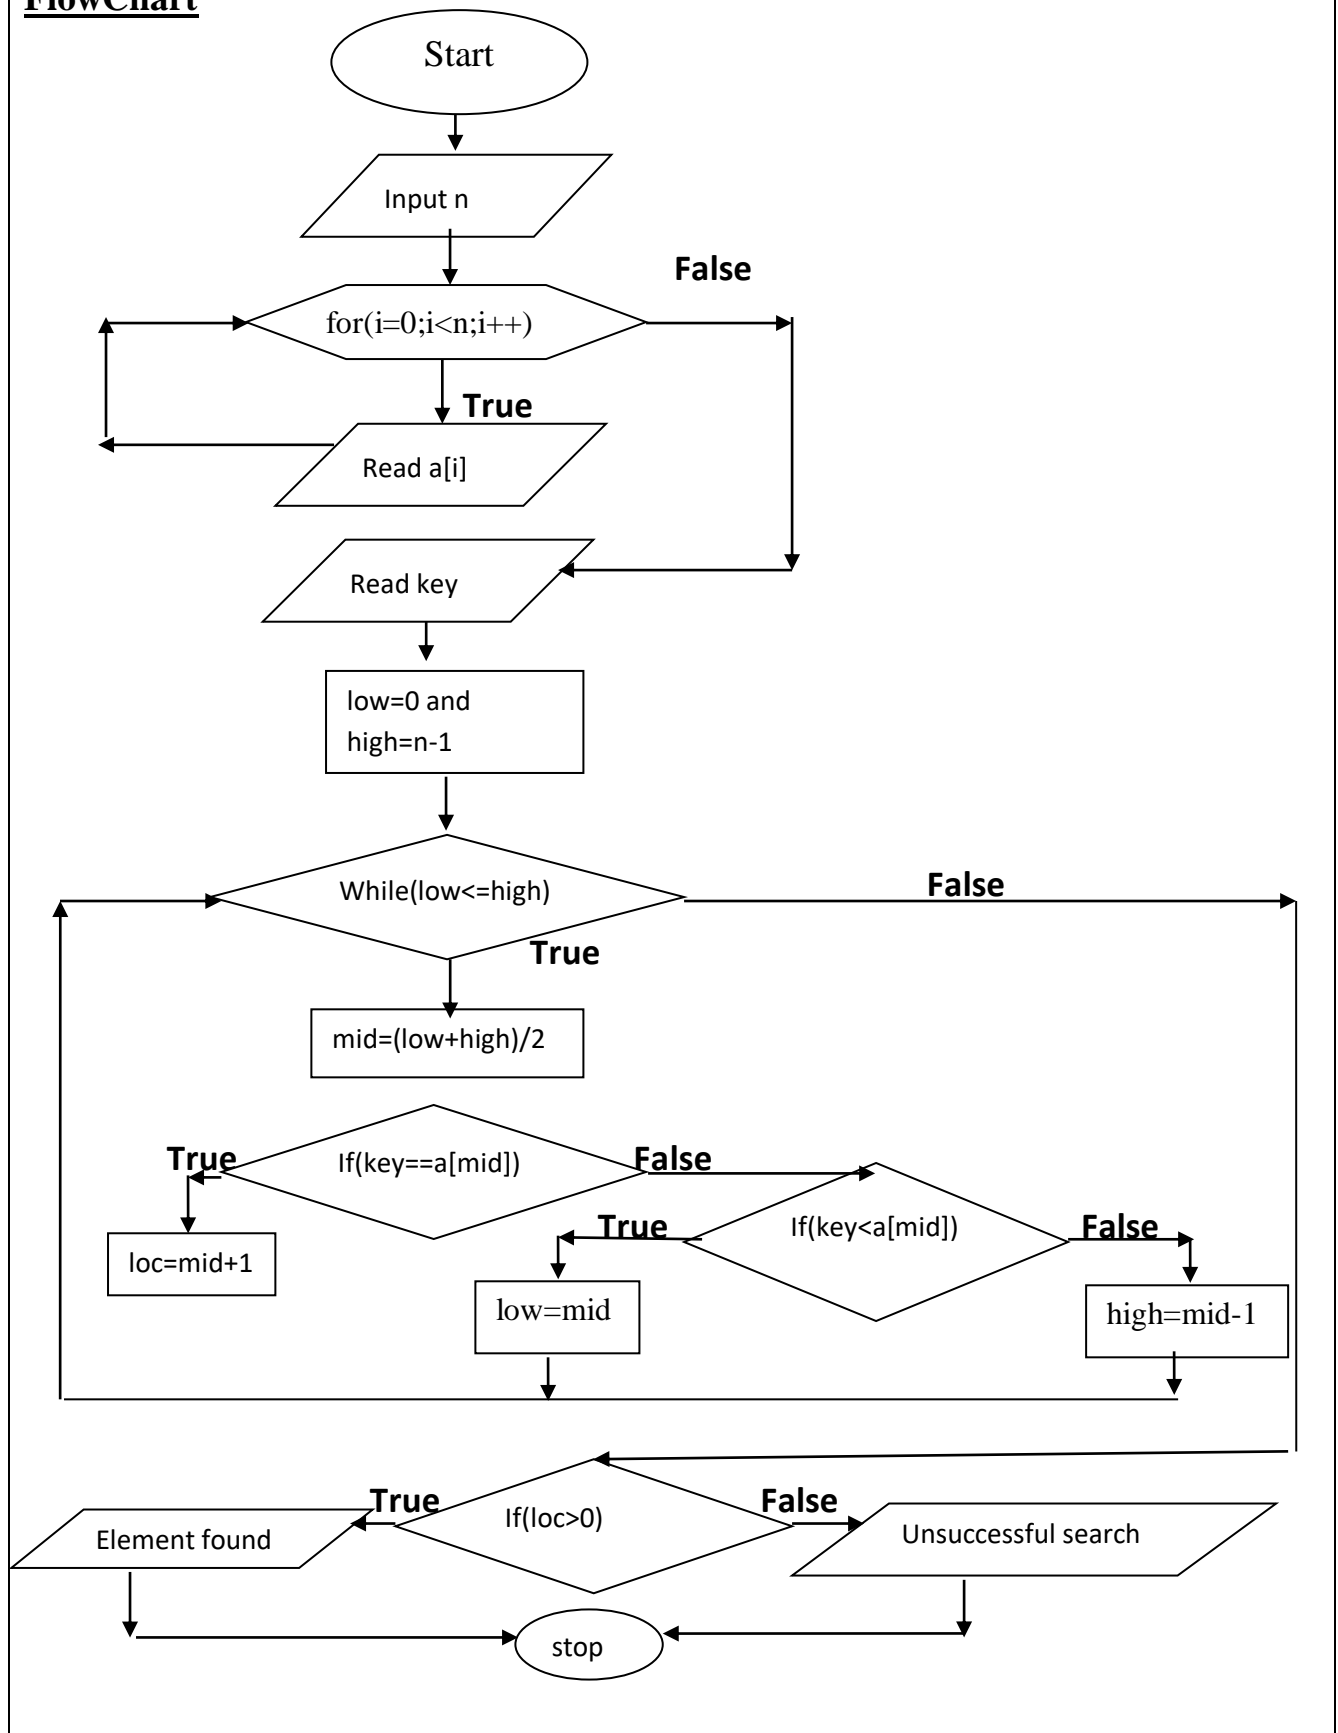 FlowChart
Start
Input n
False
for(i=0;i<n;i++)
True
Read a[i]
Read key
low=0 and
high=n-1
While(low<=high)
False
True
mid=(low+high)/2
True
If(key==a[mid])
False
True
If(key<a[mid])
False
loc=mid+1
low=mid
high=mid-1
True
If(loc>0)
False
Element found
Unsuccessful search
stop